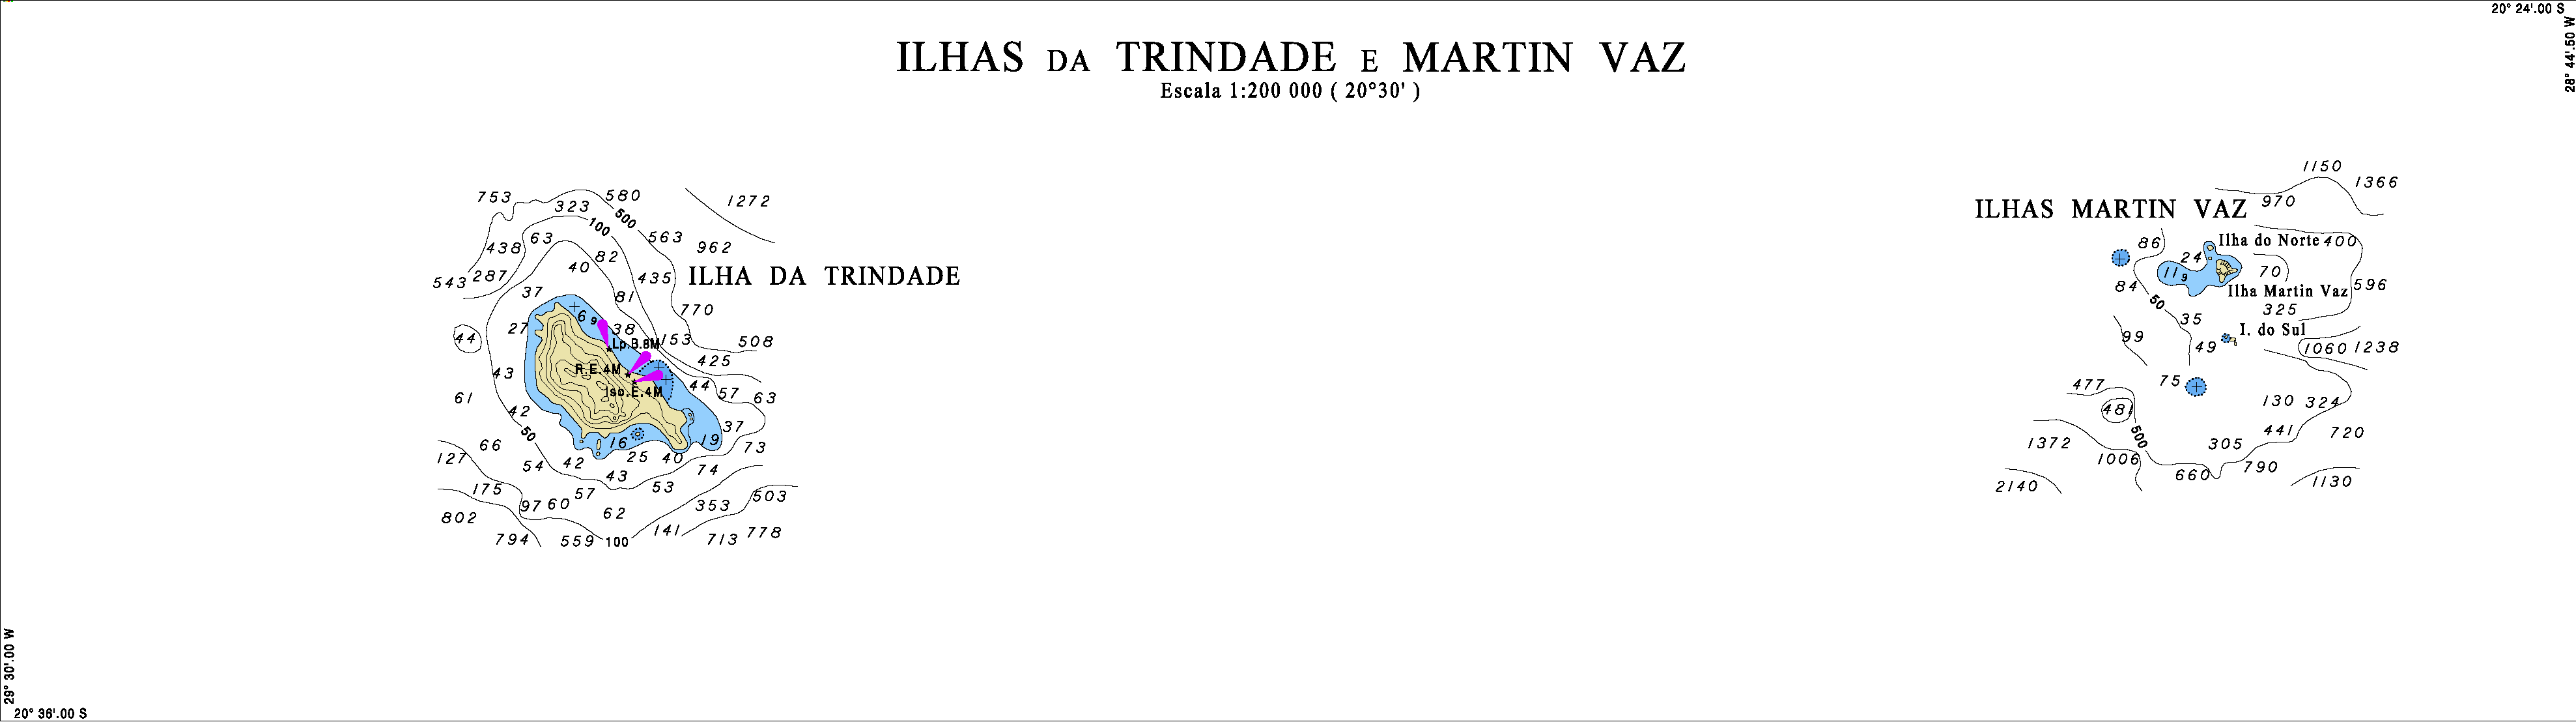 20° 24'.00 S
28° 44'.50 W
ILHAS DA TRINDADE E MARTIN VAZ
Escala 1:200 000 ( 20°30' )
753 580
323 500 1272
100
63 563
438 962
82
40 435
ILHA DA TRINDADE
543 287
37 81
770
6 9
27 38
44 Lp.B.8M 153 508
425
R.E.4M
43 44
Iso.E.4M 57 63
61
42
37
50 16 19
66 73
127 25 40
54 42 74
43
175 57 53 503
97 60 353
62
802 141
794 559 100 713 778
1150
1366
970
ILHAS MARTIN VAZ
86 Ilha do Norte 400
24
11 9 70
84 596
Ilha Martin Vaz
50 325
35
I. do Sul
99
49 1060 1238
75
477
130 324
481
500 441 720
1372 305
1006
660 790
2140 1130
29° 30'.00 W
20° 36'.00 S